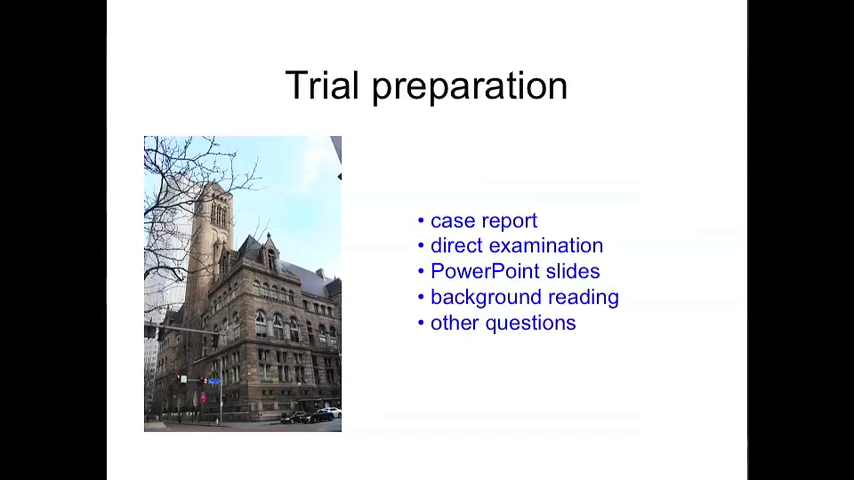 Trial preparation
• case report
• direct examination
• PowerPoint slides
• background reading
• other questions